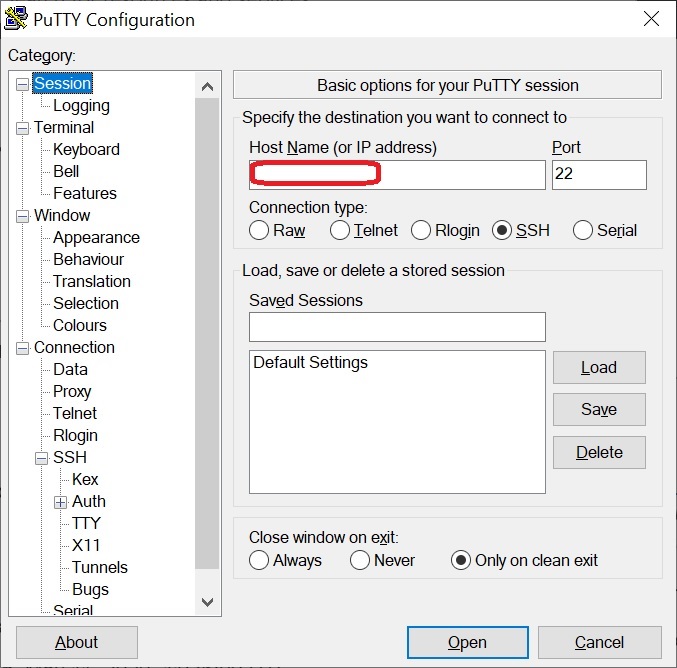 PuTTY Configuration
Category:
Session
Logging
Terminal
Keyboard
Bell
Features
Window
Appearance
Behaviour
Translation
Selection
Colours
Connection
Data
Proxy
Telnet
Rlogin
SSH
Kex
Auth
TTY
X11
Tunnels
Bugs
Serial
Basic options for your PuTTY session
Specify the destination you want to connect to
Host Name (or IP address) Port
22
Connection type:
Raw Telnet Rlogin SSH Serial
Load, save or delete a stored session
Saved Sessions
Default Settings
Load
Save
Delete
Close window on exit:
Always Never Only on clean exit
About Open Cancel